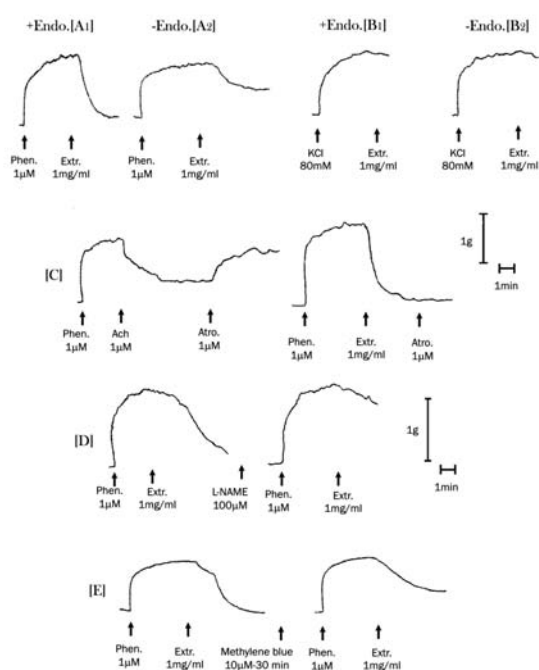 +Endo.[A1] -Endo.[A2] +Endo.[B1] -Endo.[B2]
Phen. Extr. Phen. Extr. KCl Extr. KCl Extr.
1µM 1mg/ml 1µM 1mg/ml 80mM 1mg/ml 80mM 1mg/ml
[C]
1g
1min
Phen. Ach Atro. Phen. Extr. Atro.
1µM 1µM 1µM 1µM 1mg/ml 1µM
[D]
1g
1min
Phen. Extr. L-NAME Phen. Extr.
1µM 1mg/ml 100µM 1µM 1mg/ml
[E]
Phen. Extr. Methylene blue Phen. Extr.
1µM 1mg/ml 10µM-30 min 1µM 1mg/ml